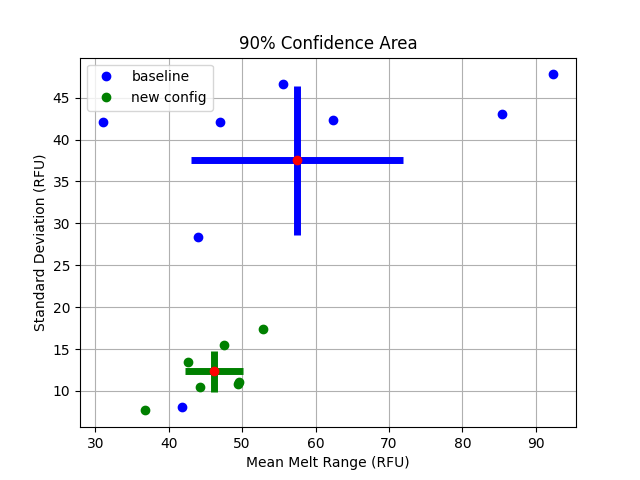 90% Confidence Area
baseline
new config
45
40
35
30
25
20
15
10
Standard Deviation (RFU)
30 40 50 60 70 80 90
Mean Melt Range (RFU)